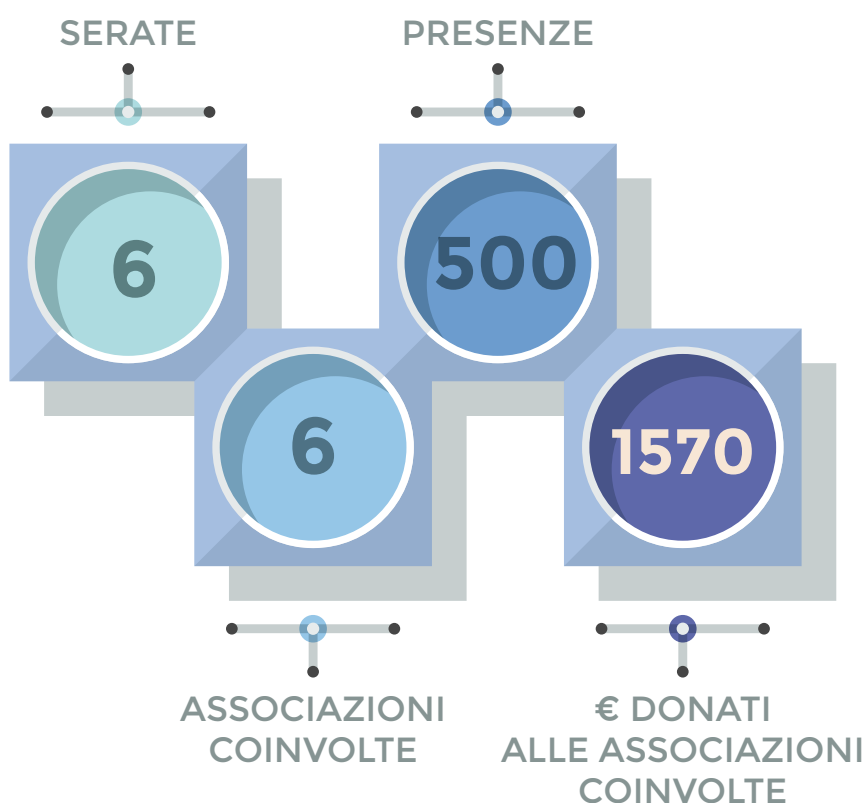 SERATE
PRESENZE
6
500
6
1570
ASSOCIAZIONI
COINVOLTE
€ DONATI
ALLE ASSOCIAZIONI
COINVOLTE